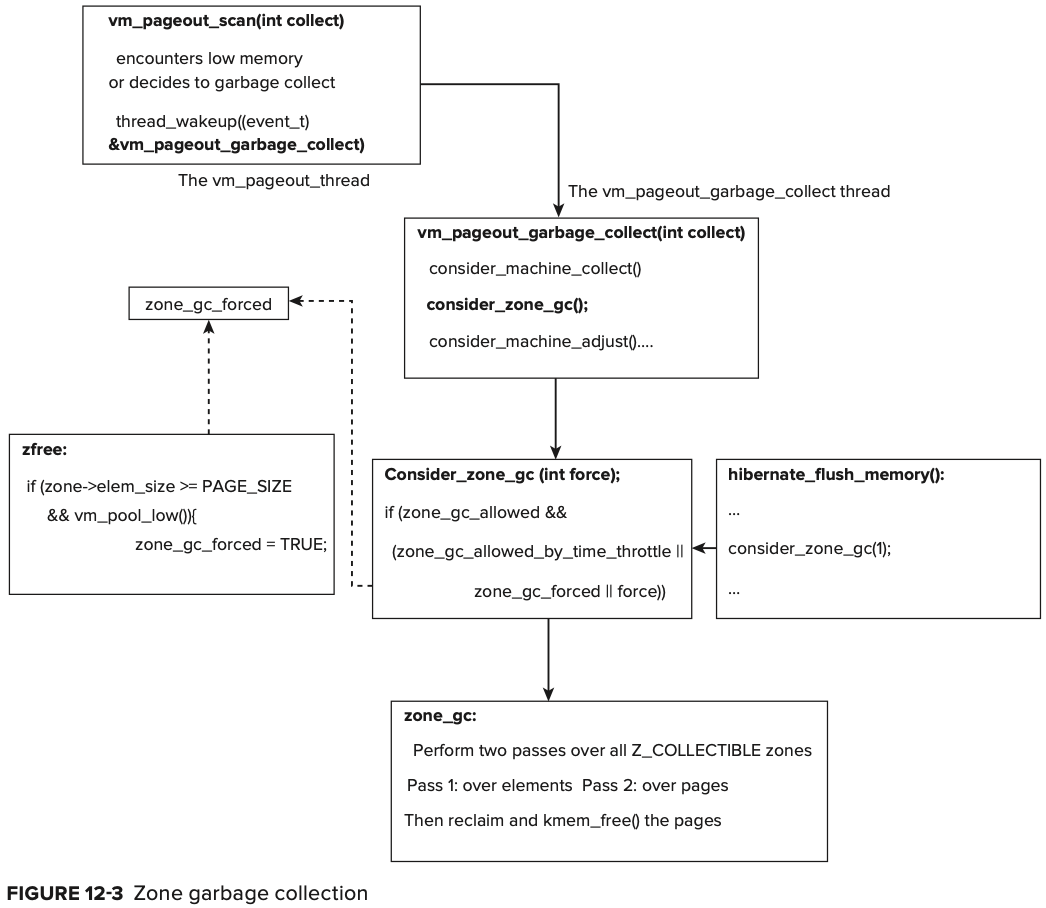 vm_pageout_scan(int collect)
encounters low memory
or decides to garbage collect
thread_wakeup((event_t)
&vm_pageout_garbage_collect)
The vm_pageout_thread
The vm_pageout_garbage_collect thread
vm_pageout_garbage_collect(int collect)
consider_machine_collect()
consider_zone_gc();
consider_machine_adjust()....
zone_gc_forced
zfree:
if (zone->elem_size >= PAGE_SIZE
&& vm_pool_low()){
zone_gc_forced = TRUE;
Consider_zone_gc (int force);
if (zone_gc_allowed &&
(zone_gc_allowed_by_time_throttle ||
zone_gc_forced || force))
hibernate_flush_memory():
...
consider_zone_gc(1);
...
zone_gc:
Perform two passes over all Z_COLLECTIBLE zones
Pass 1: over elements Pass 2: over pages
Then reclaim and kmem_free() the pages
FIGURE 12-3 Zone garbage collection